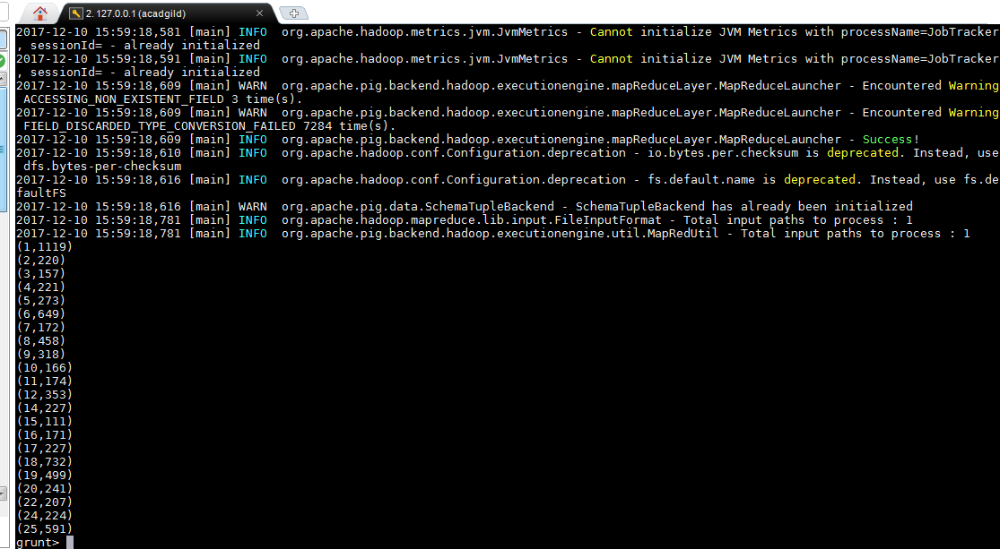 2. 127.0.0.1 (acadgild)
2017-12-10 15:59:18,581 [main] INFO  org.apache.hadoop.metrics.jvm.JvmMetrics - Cannot initialize JVM Metrics with processName=JobTracker
, sessionId= - already initialized
2017-12-10 15:59:18,591 [main] INFO  org.apache.hadoop.metrics.jvm.JvmMetrics - Cannot initialize JVM Metrics with processName=JobTracker
, sessionId= - already initialized
2017-12-10 15:59:18,609 [main] WARN  org.apache.pig.backend.hadoop.executionengine.mapReduceLayer.MapReduceLauncher - Encountered Warning
ACCESSING_NON_EXISTENT_FIELD 3 time(s).
2017-12-10 15:59:18,609 [main] WARN  org.apache.pig.backend.hadoop.executionengine.mapReduceLayer.MapReduceLauncher - Encountered Warning
FIELD_DISCARDED_TYPE_CONVERSION_FAILED 7284 time(s).
2017-12-10 15:59:18,609 [main] INFO  org.apache.pig.backend.hadoop.executionengine.mapReduceLayer.MapReduceLauncher - Success!
2017-12-10 15:59:18,610 [main] INFO  org.apache.hadoop.conf.Configuration.deprecation - io.bytes.per.checksum is deprecated. Instead, use
dfs.bytes-per-checksum
2017-12-10 15:59:18,616 [main] INFO  org.apache.hadoop.conf.Configuration.deprecation - fs.default.name is deprecated. Instead, use fs.de
faultFS
2017-12-10 15:59:18,616 [main] WARN  org.apache.pig.data.SchemaTupleBackend - SchemaTupleBackend has already been initialized
2017-12-10 15:59:18,781 [main] INFO  org.apache.hadoop.mapreduce.lib.input.FileInputFormat - Total input paths to process : 1
2017-12-10 15:59:18,781 [main] INFO  org.apache.pig.backend.hadoop.executionengine.util.MapRedUtil - Total input paths to process : 1
(1,1119)
(2,220)
(3,157)
(4,221)
(5,273)
(6,649)
(7,172)
(8,458)
(9,318)
(10,166)
(11,174)
(12,353)
(14,227)
(15,111)
(16,171)
(17,227)
(18,732)
(19,499)
(20,241)
(22,207)
(24,224)
(25,591)
grunt>